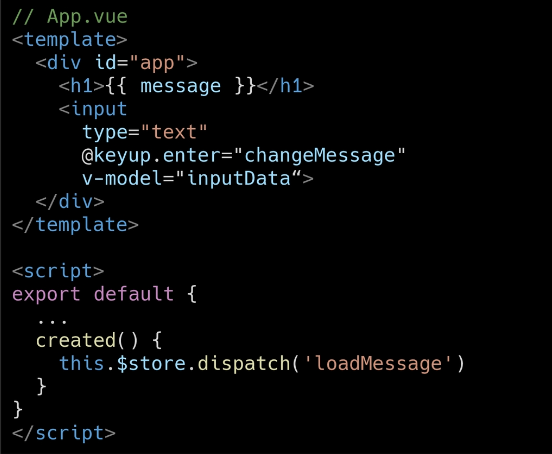 // App.vue
<template>
  <div id="app">
    <h1>{{ message }}</h1>
    <input
      type="text"
      @keyup.enter="changeMessage"
      v-model="inputData“>
  </div>
</template>

<script>
export default {
  ...
  created() {
    this.$store.dispatch('loadMessage')
  }
}
</script>